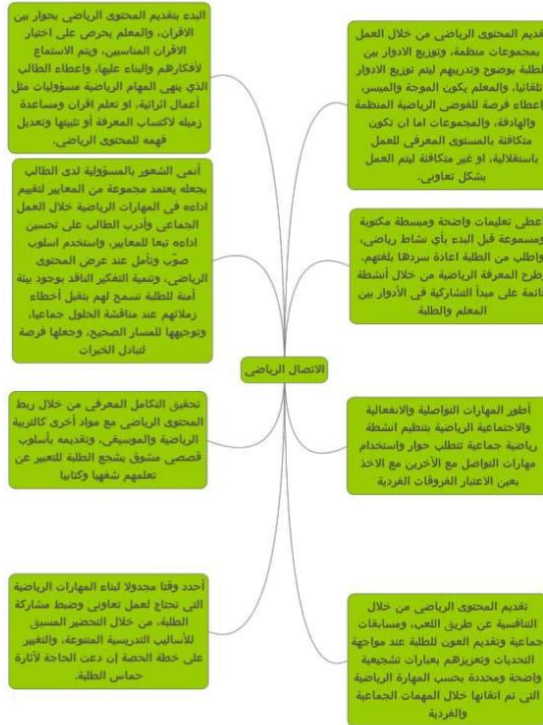 تقديم المحتوى الرياضي من خلال العمل
بمجموعات منظمة، وتوزيع الادوار بين
الطلبة بوضوح وتدريبهم ليتم توزيع الادوار
تلقائيا، والمعلم يكون الموجة والميسر،
واعطاء فرصة للفوضى الرياضية المنظمة
والهادفة، والمجموعات اما ان تكون
متكافئة بالمستوى المعرفي للعمل
باستقلالية، او غير متكافئة ليتم العمل
بشكل تعاوني.
أعطي تعليمات واضحة ومبسطة مكتوبة
ومسموعة قبل البدء بأي نشاط رياضي،
واطلب من الطلبة اعادة سردها بلغتهم.
وطرح المعرفة الرياضية من خلال أنشطة
قائمة على مبدأ التشاركية في الأدوار بين
المعلم والطلبة
أطور المهارات التواصلية والانفعالية
والاجتماعية الرياضية بتنظيم انشطة
رياضية جماعية تتطلب حوار واستخدام
مهارات التواصل مع الأخرين مع الاخذ
بعين الاعتبار الفروقات الفردية
تقديم المحتوى الرياضي من خلال
التنافسية عن طريق اللعب، ومسابقات
جماعية وتقديم العون للطلبة عند مواجهة
التحديات وتعزيزهم بعبارات تشجيعية
واضحة ومحددة بحسب المهارة الرياضية
التي تم اتقانها خلال المهمات الجماعية
والفردية
الاتصال الرياضي
البدء بتقديم المحتوى الرياضي بحوار بين
الاقران، والمعلم يحرص على اختيار
الاقران المناسبين، ويتم الاستماع
لأفكارهم والبناء عليها، واعطاء الطالب
الذي ينهي المهام الرياضية مسؤوليات مثل
أعمال اثرائية، او تعلم اقران ومساعدة
زميله لاكتساب المعرفة أو تثبيتها وتعديل
فهمه للمحتوى الرياضي.
أنمي الشعور بالمسؤولية لدى الطالب
بجعله يعتمد مجموعة من المعايير لتقييم
اداءه في المهارات الرياضية خلال العمل
الجماعي وأدرب الطالب على تحسين
اداءه تبعا للمعايير، واستخدم اسلوب
صوّب وتأمل عند عرض المحتوى
الرياضي، وتنمية التفكير الناقد بوجود بيئة
أمنة للطلبة تسمح لهم بتقبل أخطاء
زملائهم عند مناقشة الحلول جماعيا،
وتوجيهها للمسار الصحيح، وجعلها فرصة
لتبادل الخبرات
تحقيق التكامل المعرفي من خلال ربط
المحتوى الرياضي مع مواد أخرى كالتربية
الرياضية والموسيقى، وتقديمه بأسلوب
قصصي مشوق يشجع الطلبة للتعبير عن
تعلمهم شفهيا وكتابيا
أحدد وقتا مجدولا لبناء المهارات الرياضية
التي تحتاج لعمل تعاوني وضبط مشاركة
الطلبة، من خلال التحضير المسبق
للأساليب التدريسية المتنوعة، والتغيير
على خطة الحصة إن دعت الحاجة لأثارة
حماس الطلبة.